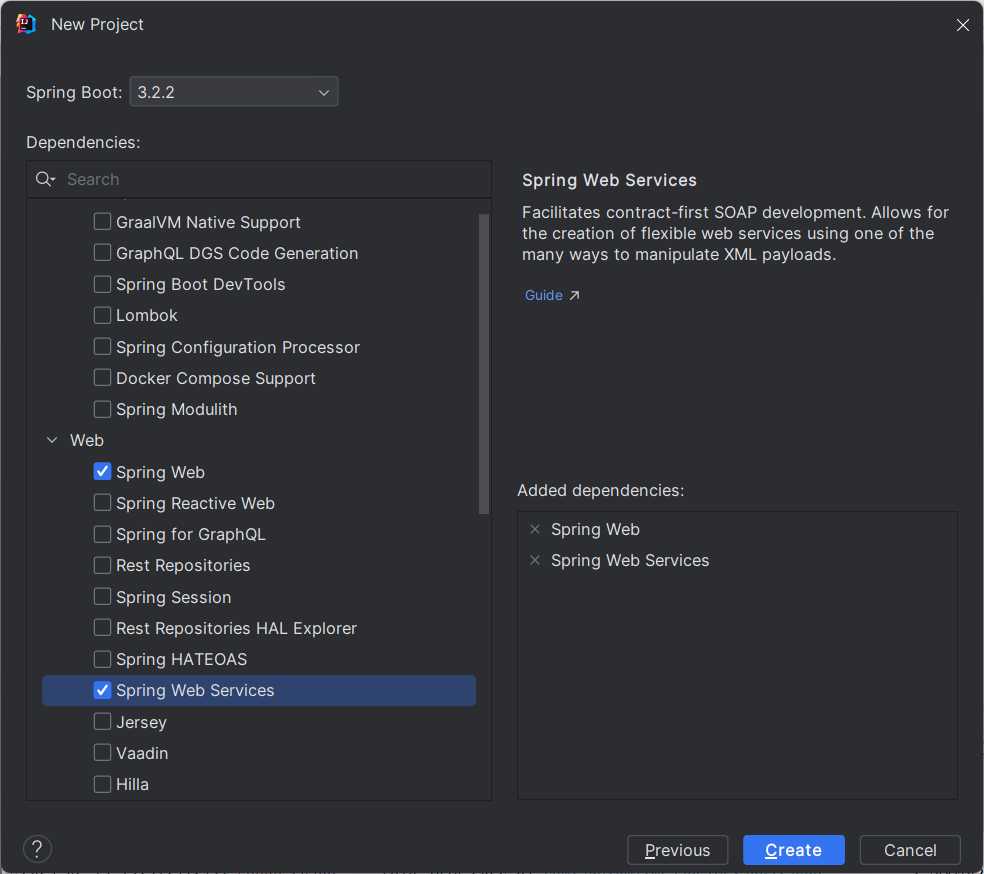 New Project
Spring Boot: 3.2.2
Dependencies:
Search
GraalVM Native Support
GraphQL DGS Code Generation
Spring Boot DevTools
Lombok
Spring Configuration Processor
Docker Compose Support
Spring Modulith
Web
Spring Web
Spring Reactive Web
Spring for GraphQL
Rest Repositories
Spring Session
Rest Repositories HAL Explorer
Spring HATEOAS
Spring Web Services
Jersey
Vaadin
Hilla
Spring Web Services
Facilitates contract-first SOAP development. Allows for
the creation of flexible web services using one of the
many ways to manipulate XML payloads.
Guide
Added dependencies:
Spring Web
Spring Web Services
?
Previous
Create
Cancel